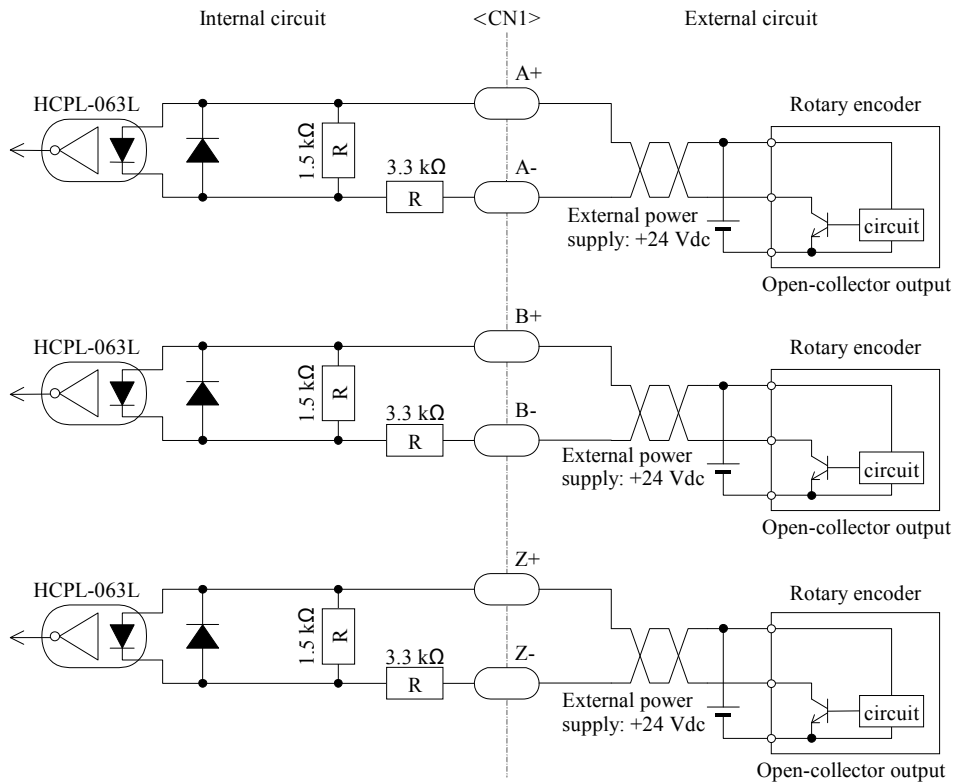 Internal circuit
<CN1>
External circuit
HCPL-063L
1.5 kΩ
R
3.3 kΩ
R
A+
A-
External power
supply: +24 Vdc
Rotary encoder
circuit
Open-collector output
HCPL-063L
1.5 kΩ
R
3.3 kΩ
R
B+
B-
External power
supply: +24 Vdc
Rotary encoder
circuit
Open-collector output
HCPL-063L
1.5 kΩ
R
3.3 kΩ
R
Z+
Z-
External power
supply: +24 Vdc
Rotary encoder
circuit
Open-collector output